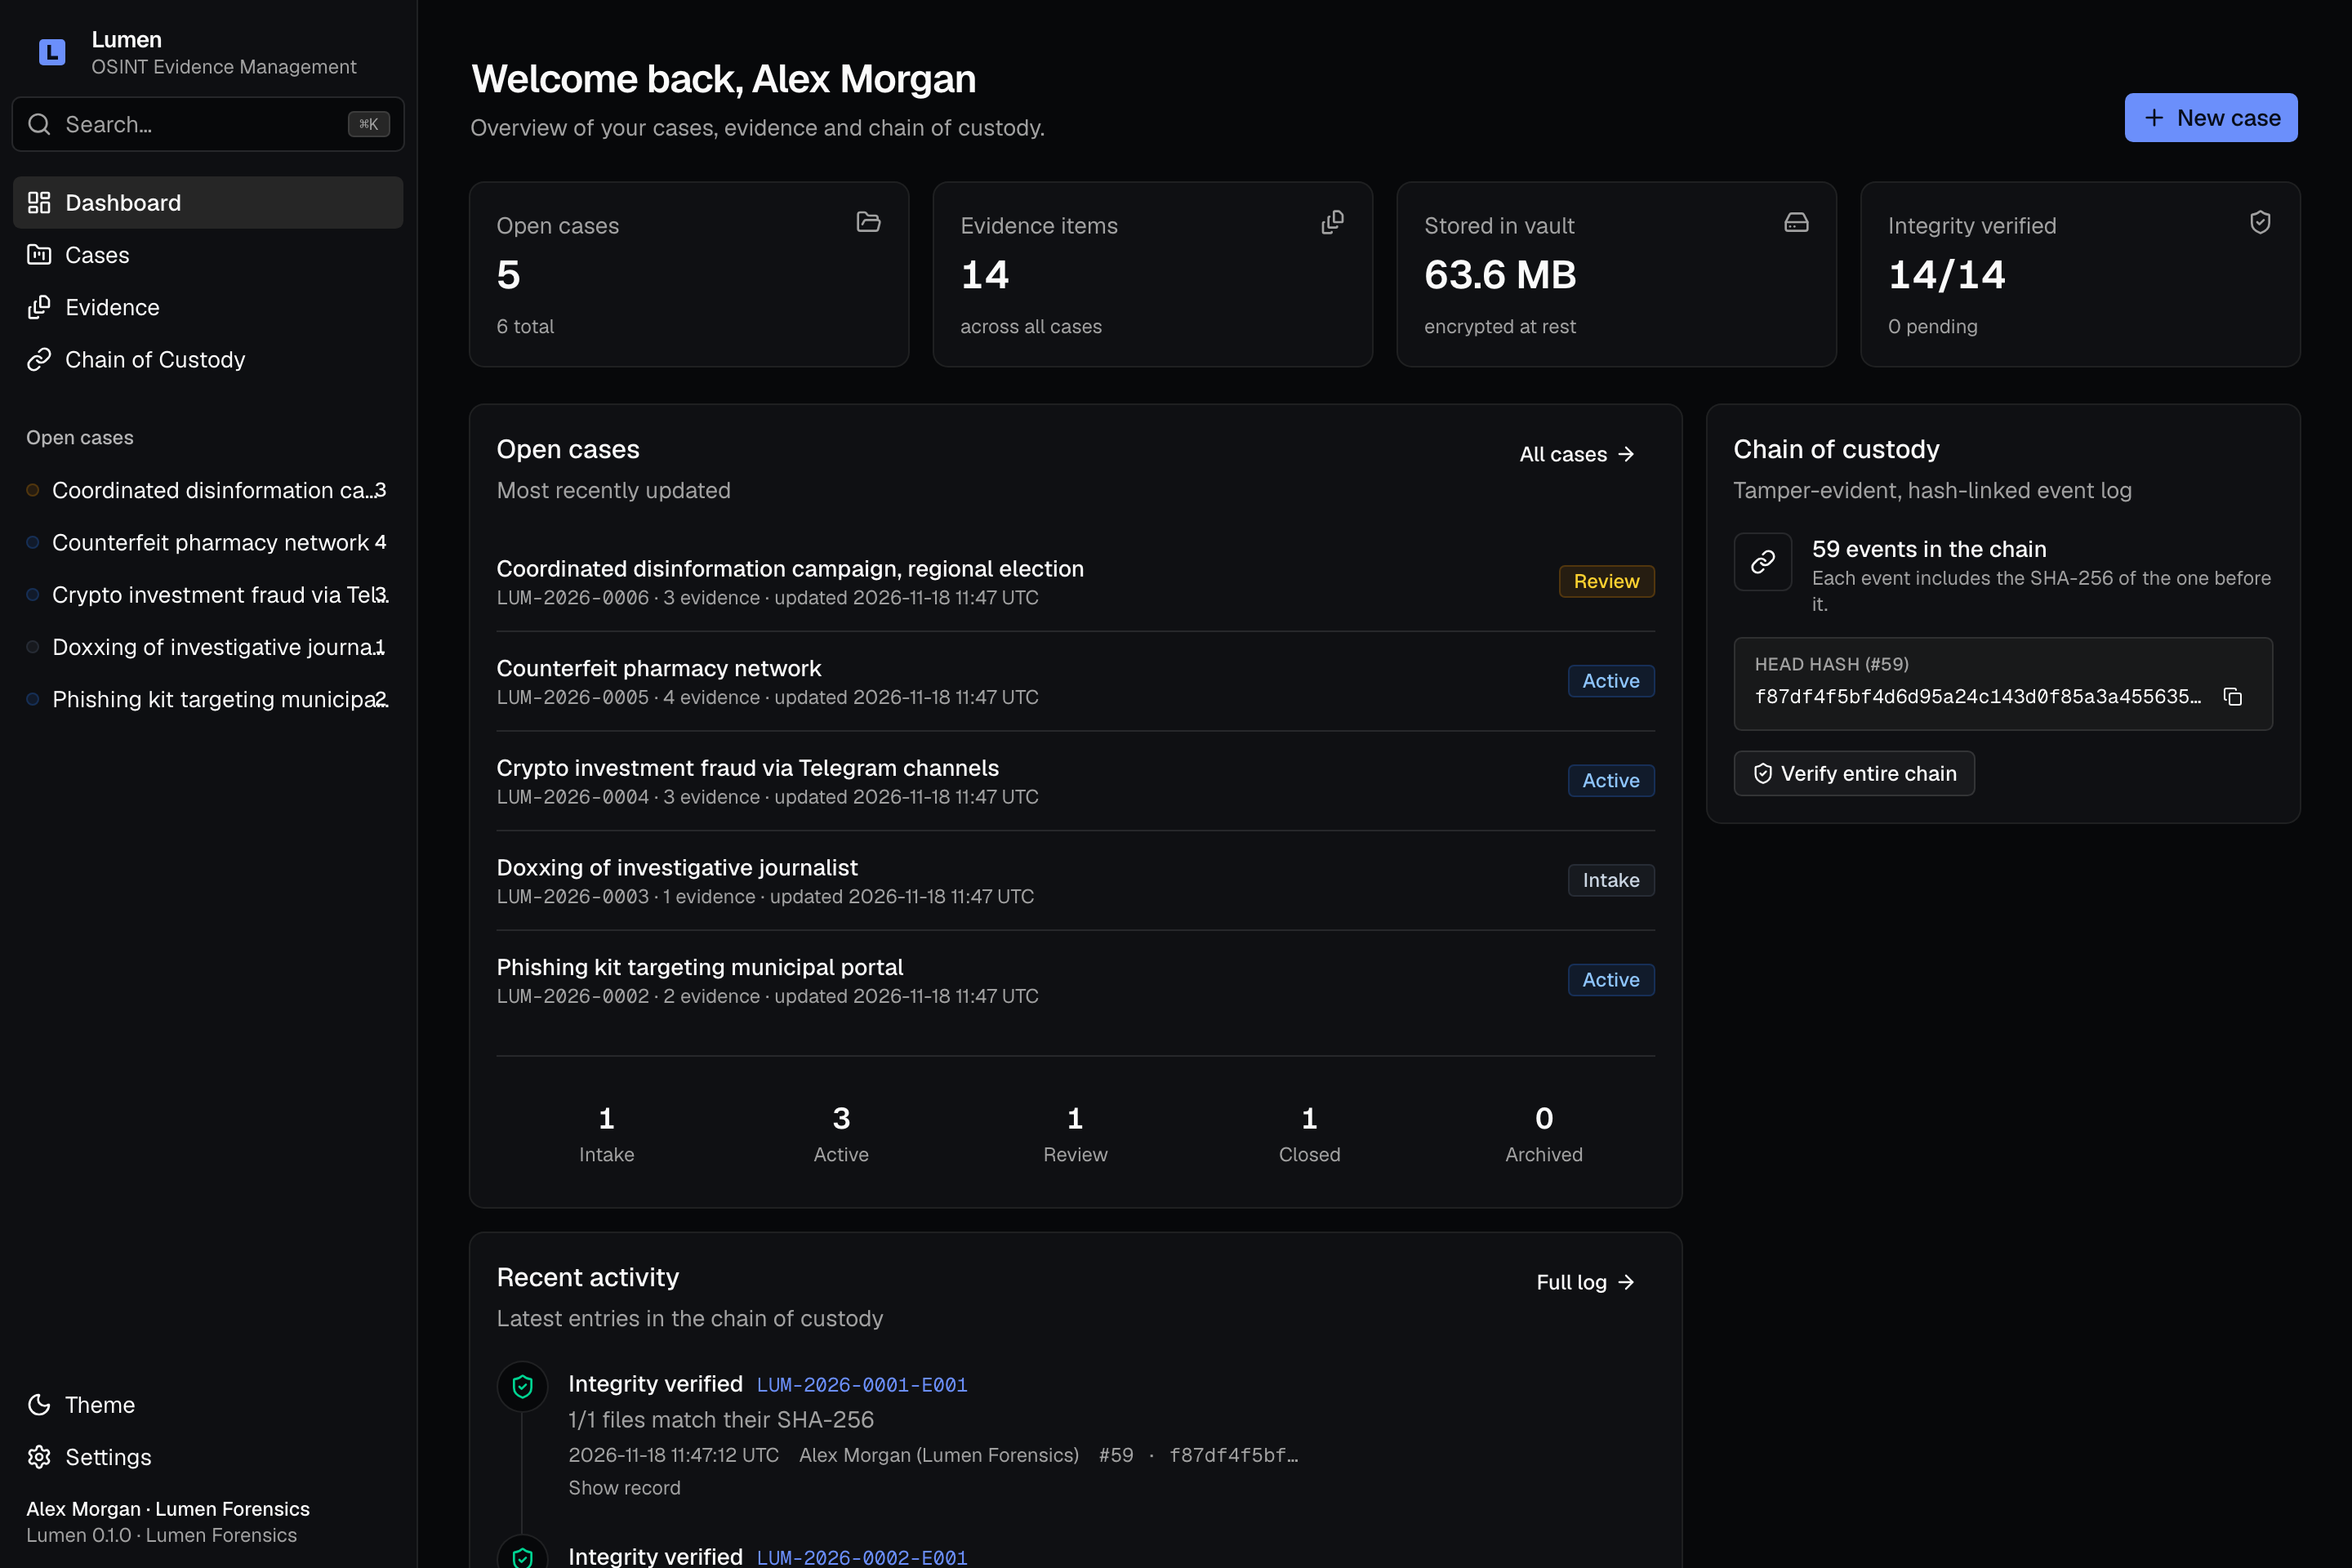 L
Lumen
OSINT Evidence Management
Search...
⌘K
Dashboard
Cases
Evidence
Chain of Custody
Open cases
Coordinated disinformation ca... 3
Counterfeit pharmacy network 4
Crypto investment fraud via Tel... 3
Doxxing of investigative journa... 1
Phishing kit targeting municipa... 2
Theme
Settings
Alex Morgan · Lumen Forensics
Lumen 0.1.0 · Lumen Forensics
Welcome back, Alex Morgan
Overview of your cases, evidence and chain of custody.
New case
Open cases
5
6 total
Evidence items
14
across all cases
Stored in vault
63.6 MB
encrypted at rest
Integrity verified
14/14
0 pending
Open cases
All cases →
Most recently updated
Coordinated disinformation campaign, regional election
LUM-2026-0006 · 3 evidence · updated 2026-11-18 11:47 UTC
Review
Counterfeit pharmacy network
LUM-2026-0005 · 4 evidence · updated 2026-11-18 11:47 UTC
Active
Crypto investment fraud via Telegram channels
LUM-2026-0004 · 3 evidence · updated 2026-11-18 11:47 UTC
Active
Doxxing of investigative journalist
LUM-2026-0003 · 1 evidence · updated 2026-11-18 11:47 UTC
Intake
Phishing kit targeting municipal portal
LUM-2026-0002 · 2 evidence · updated 2026-11-18 11:47 UTC
Active
1
Intake
3
Active
1
Review
1
Closed
0
Archived
Chain of custody
Tamper-evident, hash-linked event log
59 events in the chain
Each event includes the SHA-256 of the one before
it.
HEAD HASH (#59)
f87df4f5bf4d6d95a24c143d0f85a3a455635...
Verify entire chain
Recent activity
Full log →
Latest entries in the chain of custody
Integrity verified LUM-2026-0001-E001
1/1 files match their SHA-256
2026-11-18 11:47:12 UTC Alex Morgan (Lumen Forensics) #59 · f87df4f5bf...
Show record
Integrity verified LUM-2026-0002-E001